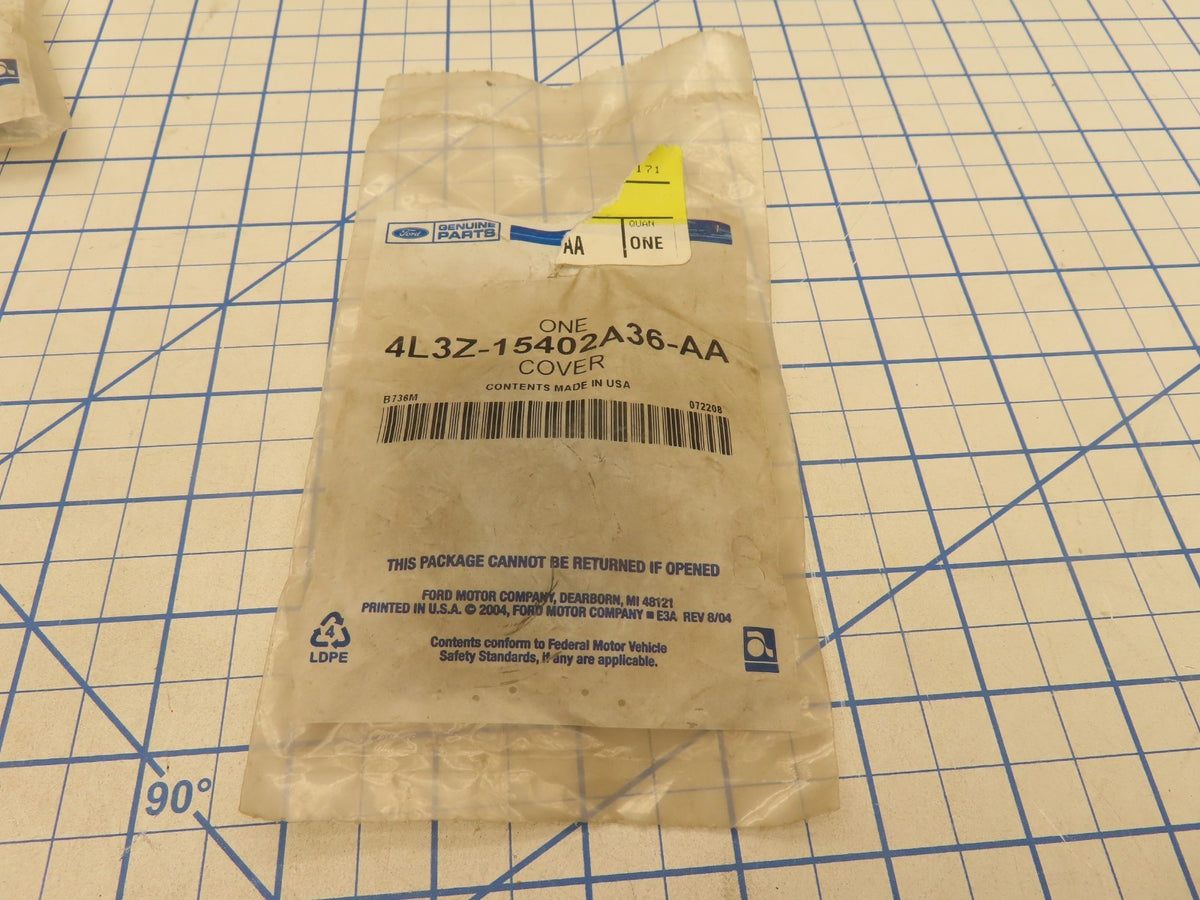 171
QUAN
AA ONE
Ford GENUINE PARTS
ONE
4L3Z-15402A36-AA
COVER
CONTENTS MADE IN USA
B736M 072208
THIS PACKAGE CANNOT BE RETURNED IF OPENED
FORD MOTOR COMPANY, DEARBORN, MI 48121
PRINTED IN U.S.A. © 2004, FORD MOTOR COMPANY ■ E3A REV 8/04
Contents conform to Federal Motor Vehicle
Safety Standards, if any are applicable.
4
LDPE
a
90°